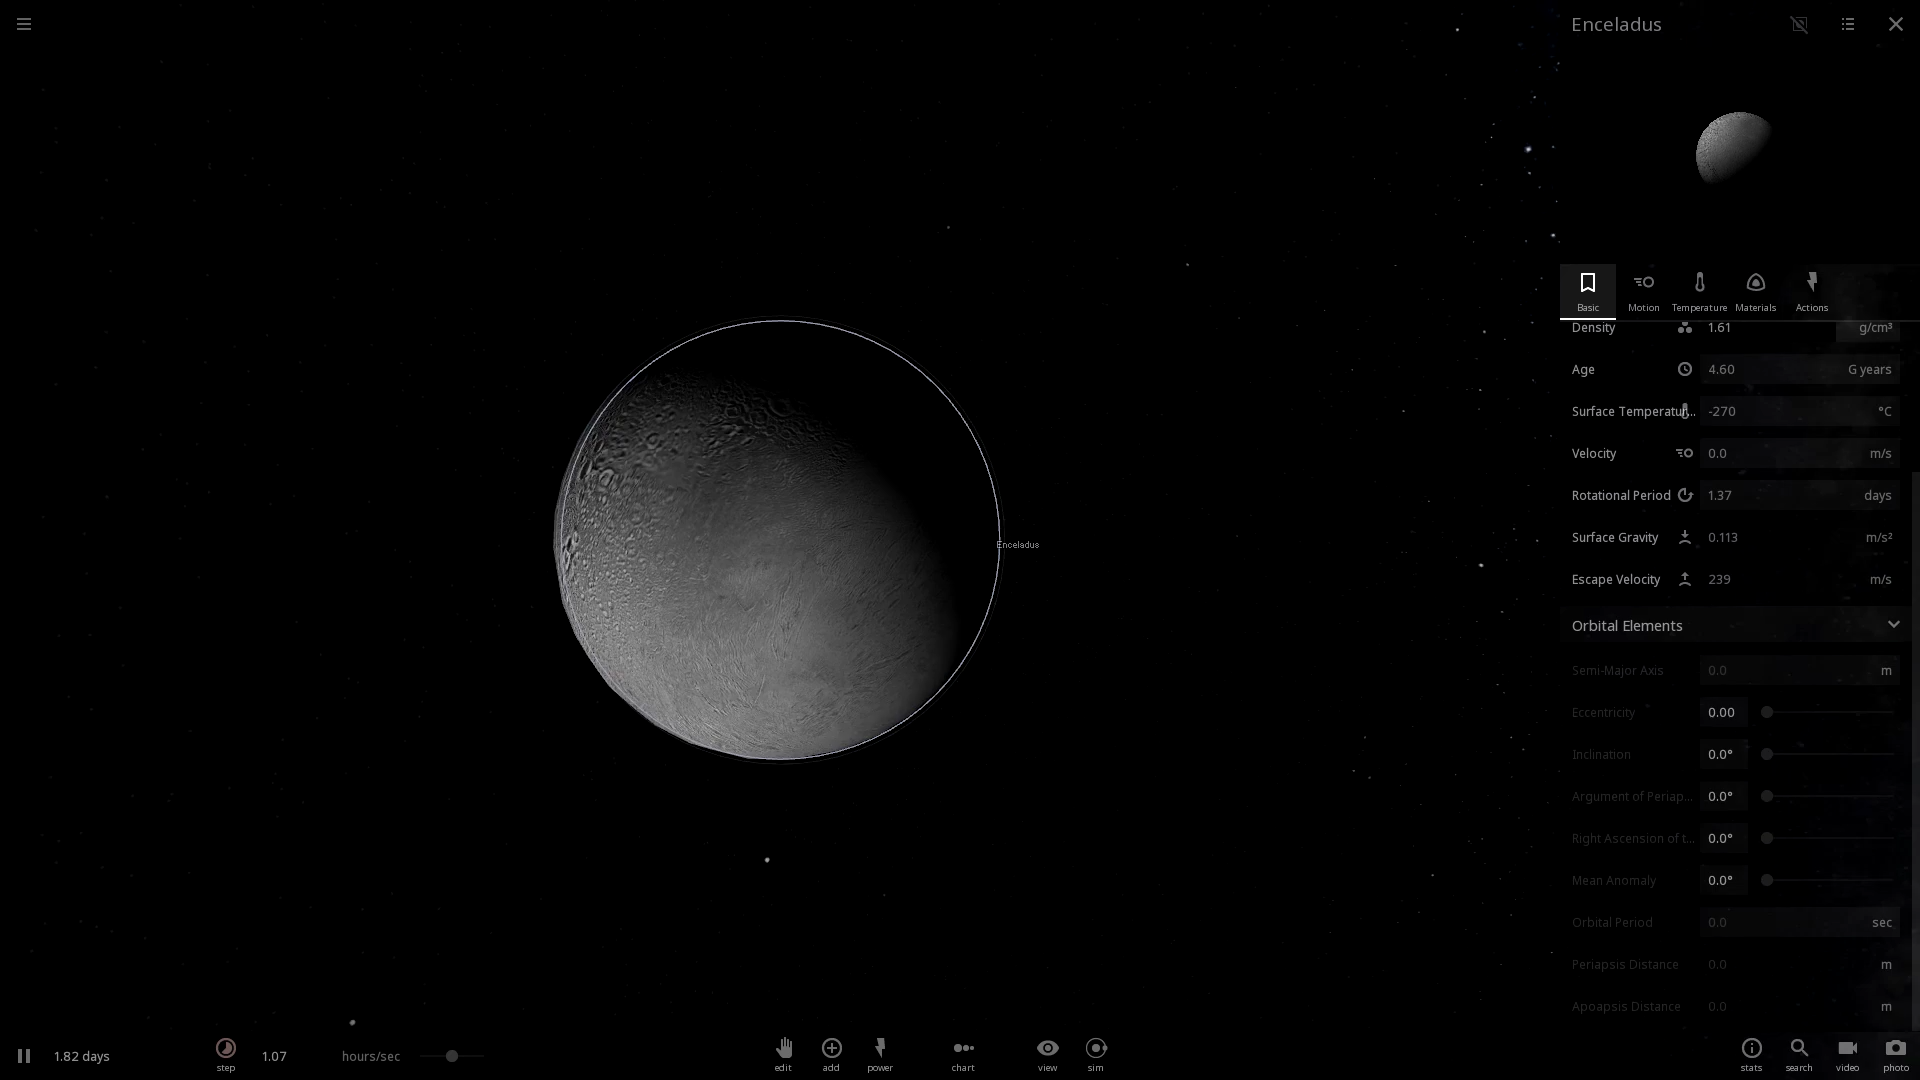 Enceladus
Basic
Motion
Temperature
Materials
Actions
Density 1.61 g/cm³
Age 4.60 G years
Surface Temperatur... -270 °C
Velocity 0.0 m/s
Rotational Period 1.37 days
Surface Gravity 0.113 m/s²
Escape Velocity 239 m/s
Enceladus
Orbital Elements
Semi-Major Axis 0.0 m
Eccentricity 0.00
Inclination 0.0°
Argument of Periap... 0.0°
Right Ascension of t... 0.0°
Mean Anomaly 0.0°
Orbital Period 0.0 sec
Periapsis Distance 0.0 m
Apoapsis Distance 0.0 m
1.82 days
step
1.07 hours/sec
edit
add
power
chart
view
sim
stats
search
video
photo